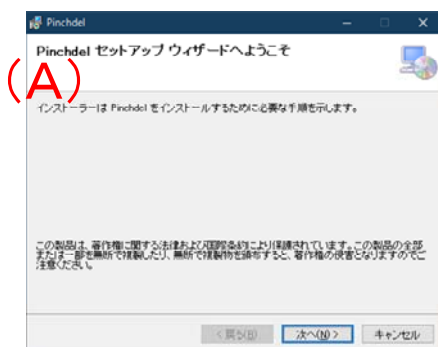 Pinchdel
Pinchdel セットアップ ウィザードへようこそ
(A)
インストーラーは Pinchdel をインストールするために必要な手順を示します。
この製品は、著作権に関する法律および国際条約により保護されています。この製品の全部
または一部を無断で複製したり、無断で複製物を頒布すると、著作権の侵害となりますのでご
注意ください。
< 戻る(B) 次へ(N) > キャンセル